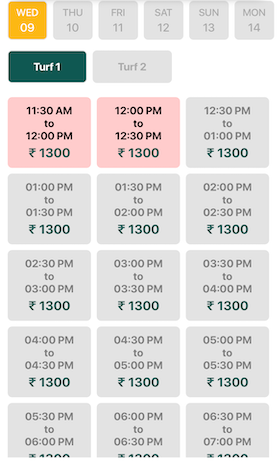 WED THU FRI SAT SUN MON
09 10 11 12 13 14
Turf 1 Turf 2
11:30 AM 12:00 PM 12:30 PM
to to to
12:00 PM 12:30 PM 01:00 PM
₹ 1300 ₹ 1300 ₹ 1300
01:00 PM 01:30 PM 02:00 PM
to to to
01:30 PM 02:00 PM 02:30 PM
₹ 1300 ₹ 1300 ₹ 1300
02:30 PM 03:00 PM 03:30 PM
to to to
03:00 PM 03:30 PM 04:00 PM
₹ 1300 ₹ 1300 ₹ 1300
04:00 PM 04:30 PM 05:00 PM
to to to
04:30 PM 05:00 PM 05:30 PM
₹ 1300 ₹ 1300 ₹ 1300
05:30 PM 06:00 PM 06:30 PM
to to to
06:00 PM 06:30 PM 07:00 PM